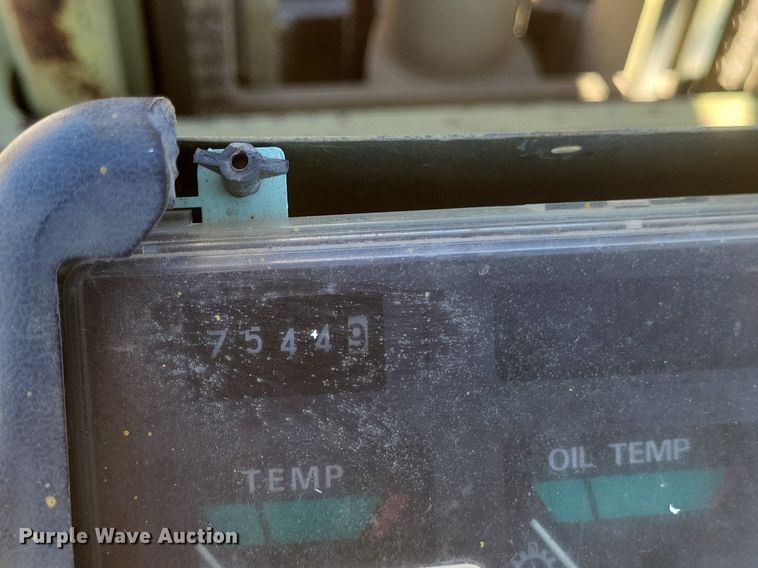 75449
TEMP
OIL TEMP
Purple Wave Auction